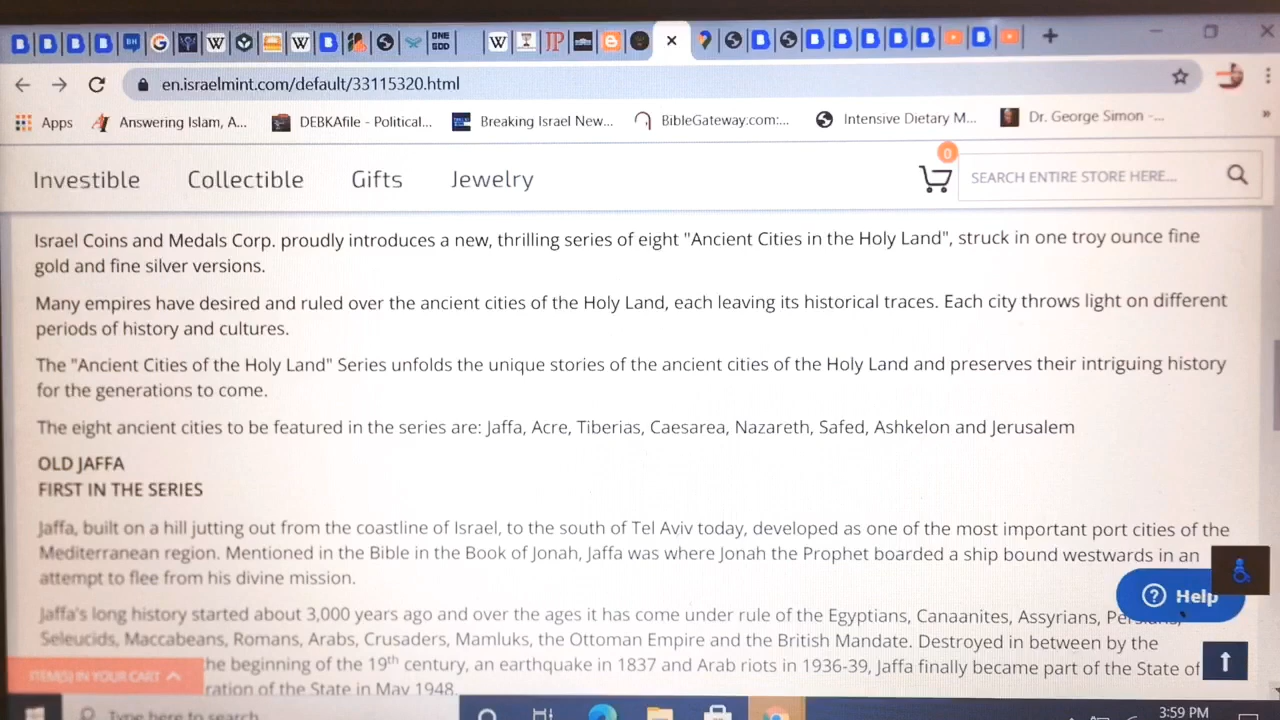 ONE GOD
en.israelmint.com/default/33115320.html
Apps Answering Islam, A... DEBKAfile - Political... Breaking Israel New... BibleGateway.com:... Intensive Dietary M... Dr. George Simon -...
Investible Collectible Gifts Jewelry 0 SEARCH ENTIRE STORE HERE...
Israel Coins and Medals Corp. proudly introduces a new, thrilling series of eight "Ancient Cities in the Holy Land", struck in one troy ounce fine
gold and fine silver versions.
Many empires have desired and ruled over the ancient cities of the Holy Land, each leaving its historical traces. Each city throws light on different
periods of history and cultures.
The "Ancient Cities of the Holy Land" Series unfolds the unique stories of the ancient cities of the Holy Land and preserves their intriguing history
for the generations to come.
The eight ancient cities to be featured in the series are: Jaffa, Acre, Tiberias, Caesarea, Nazareth, Safed, Ashkelon and Jerusalem
OLD JAFFA
FIRST IN THE SERIES
Jaffa, built on a hill jutting out from the coastline of Israel, to the south of Tel Aviv today, developed as one of the most important port cities of the
Mediterranean region. Mentioned in the Bible in the Book of Jonah, Jaffa was where Jonah the Prophet boarded a ship bound westwards in an
attempt to flee from his divine mission.
Help
Jaffa's long history started about 3,000 years ago and over the ages it has come under rule of the Egyptians, Canaanites, Assyrians,
Seleucids, Maccabeans, Romans, Arabs, Crusaders, Mamluks, the Ottoman Empire and the British Mandate. Destroyed in between by the
ITEM(S) IN YOUR CART he beginning of the 19th century, an earthquake in 1837 and Arab riots in 1936-39, Jaffa finally became part of the State of
ration of the State in May 1948.
Type here to search 3:59 PM